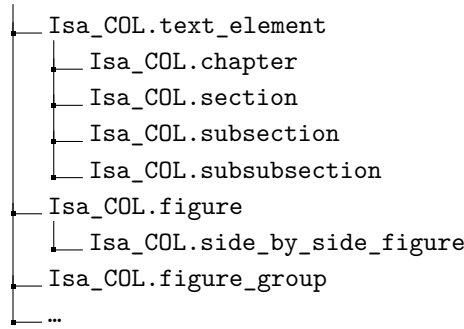 Isa_COL.text_element
Isa_COL.chapter
Isa_COL.section
Isa_COL.subsection
Isa_COL.subsubsection
Isa_COL.figure
Isa_COL.side_by_side_figure
Isa_COL.figure_group
…